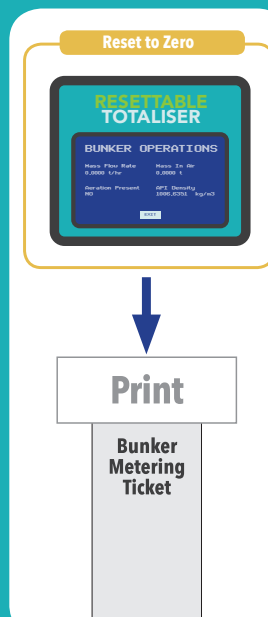 Reset to Zero
RESETTABLE
TOTALISER
BUNKER OPERATIONS
Mass Flow Rate Mass In Air
0,0000 t/hr 0,0000 t
Aeration Present API Density
NO 1006,6351 kg/m3
EXIT
Print
Bunker
Metering
Ticket